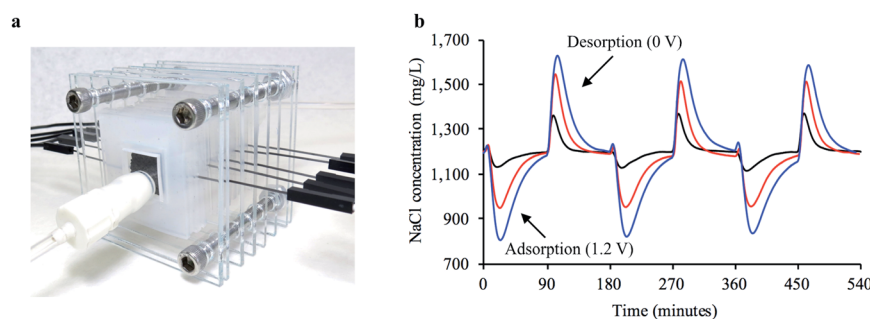 a
b
1,700
1,500
1,300
1,100
900
700
NaCl concentration (mg/L)
Desorption (0 V)
Adsorption (1.2 V)
0 90 180 270 360 450 540
Time (minutes)